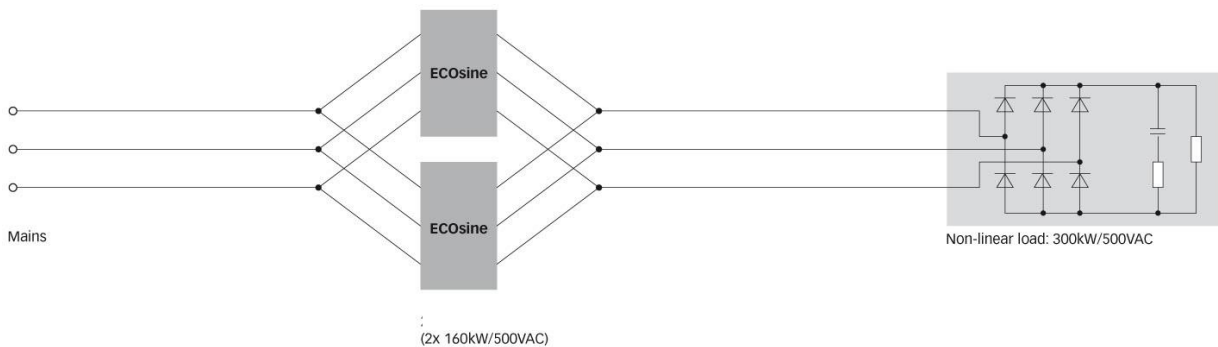 ECOsine
Mains
ECOsine
Non-linear load: 300kW/500VAC
:
(2x 160kW/500VAC)